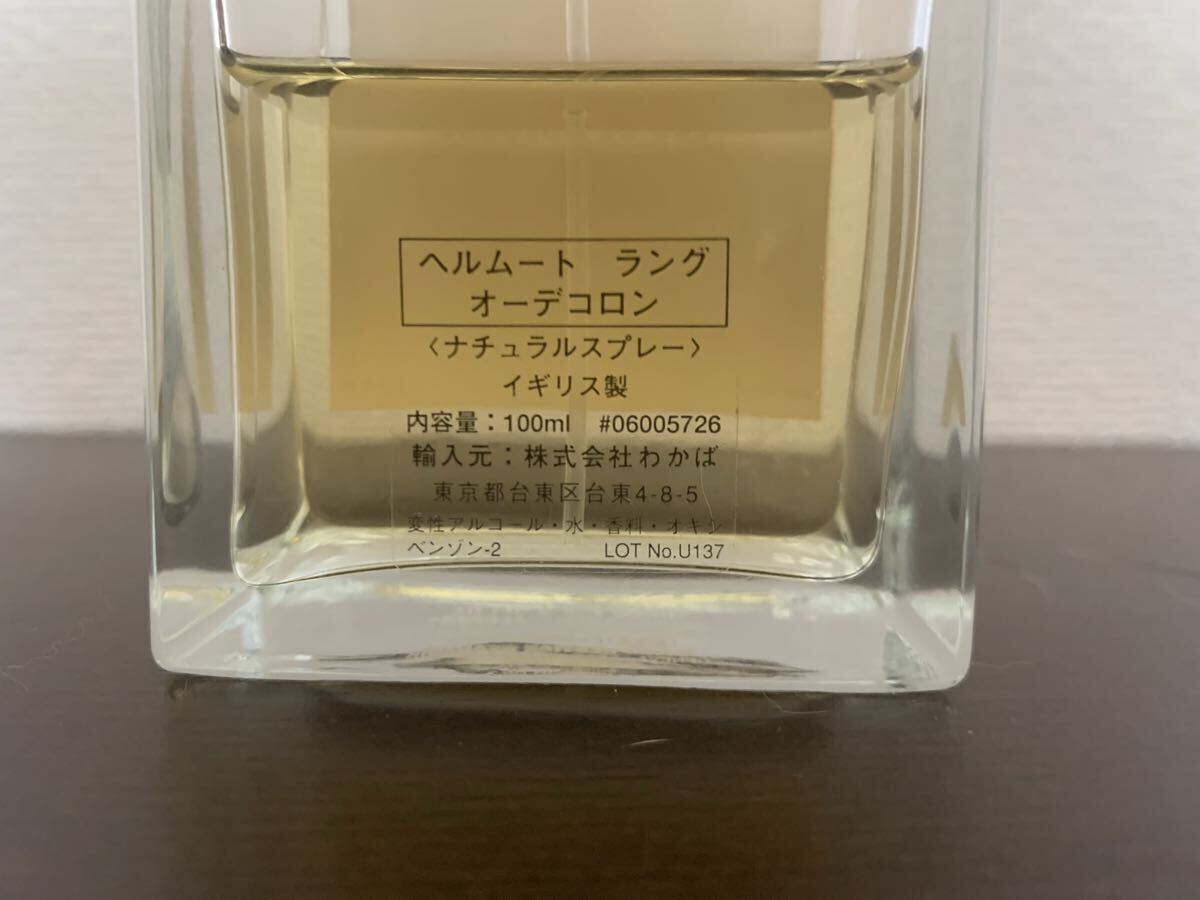 ヘルムート　ラング
オーデコロン
〈ナチュラルスプレー〉
イギリス製
内容量：100ml　#06005726
輸入元：株式会社わかば
東京都台東区台東4-8-5
変性アルコール・水・香料・オキシ
ベンゾン-2　LOT No.U137